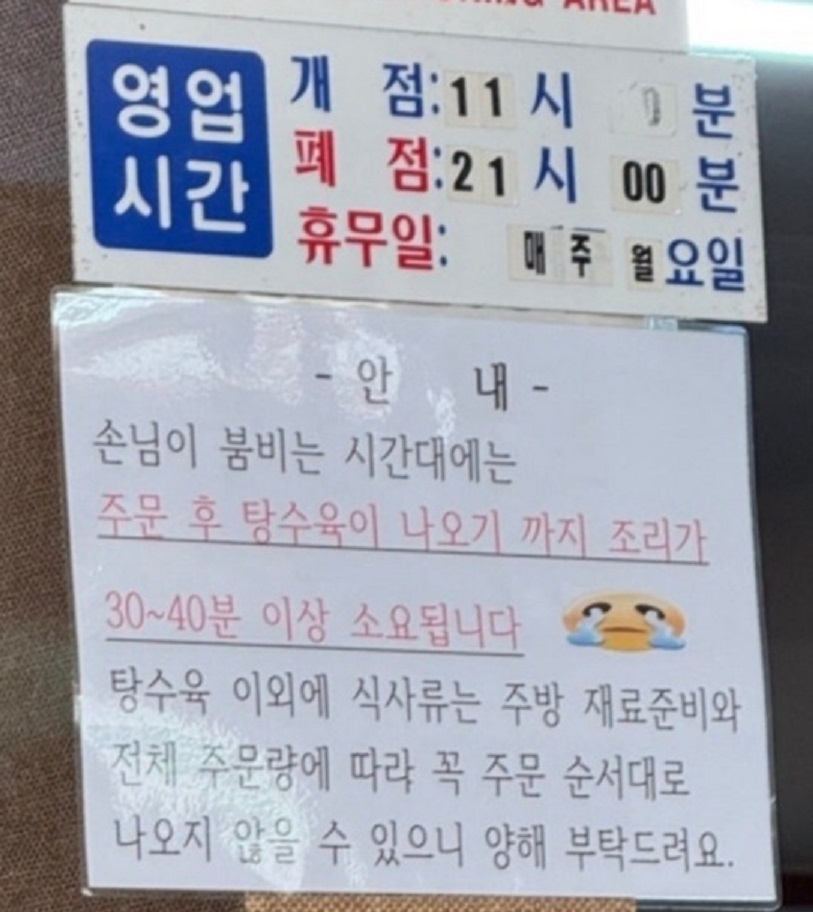 AREA
영업
시간
개 점: 11 시 분
폐 점: 21 시 00 분
휴무일: 매주 월요일
- 안 내 -
손님이 붐비는 시간대에는
주문 후 탕수육이 나오기 까지 조리가
30~40분 이상 소요됩니다
탕수육 이외에 식사류는 주방 재료준비와
전체 주문량에 따라 꼭 주문 순서대로
나오지 않을 수 있으니 양해 부탁드려요.